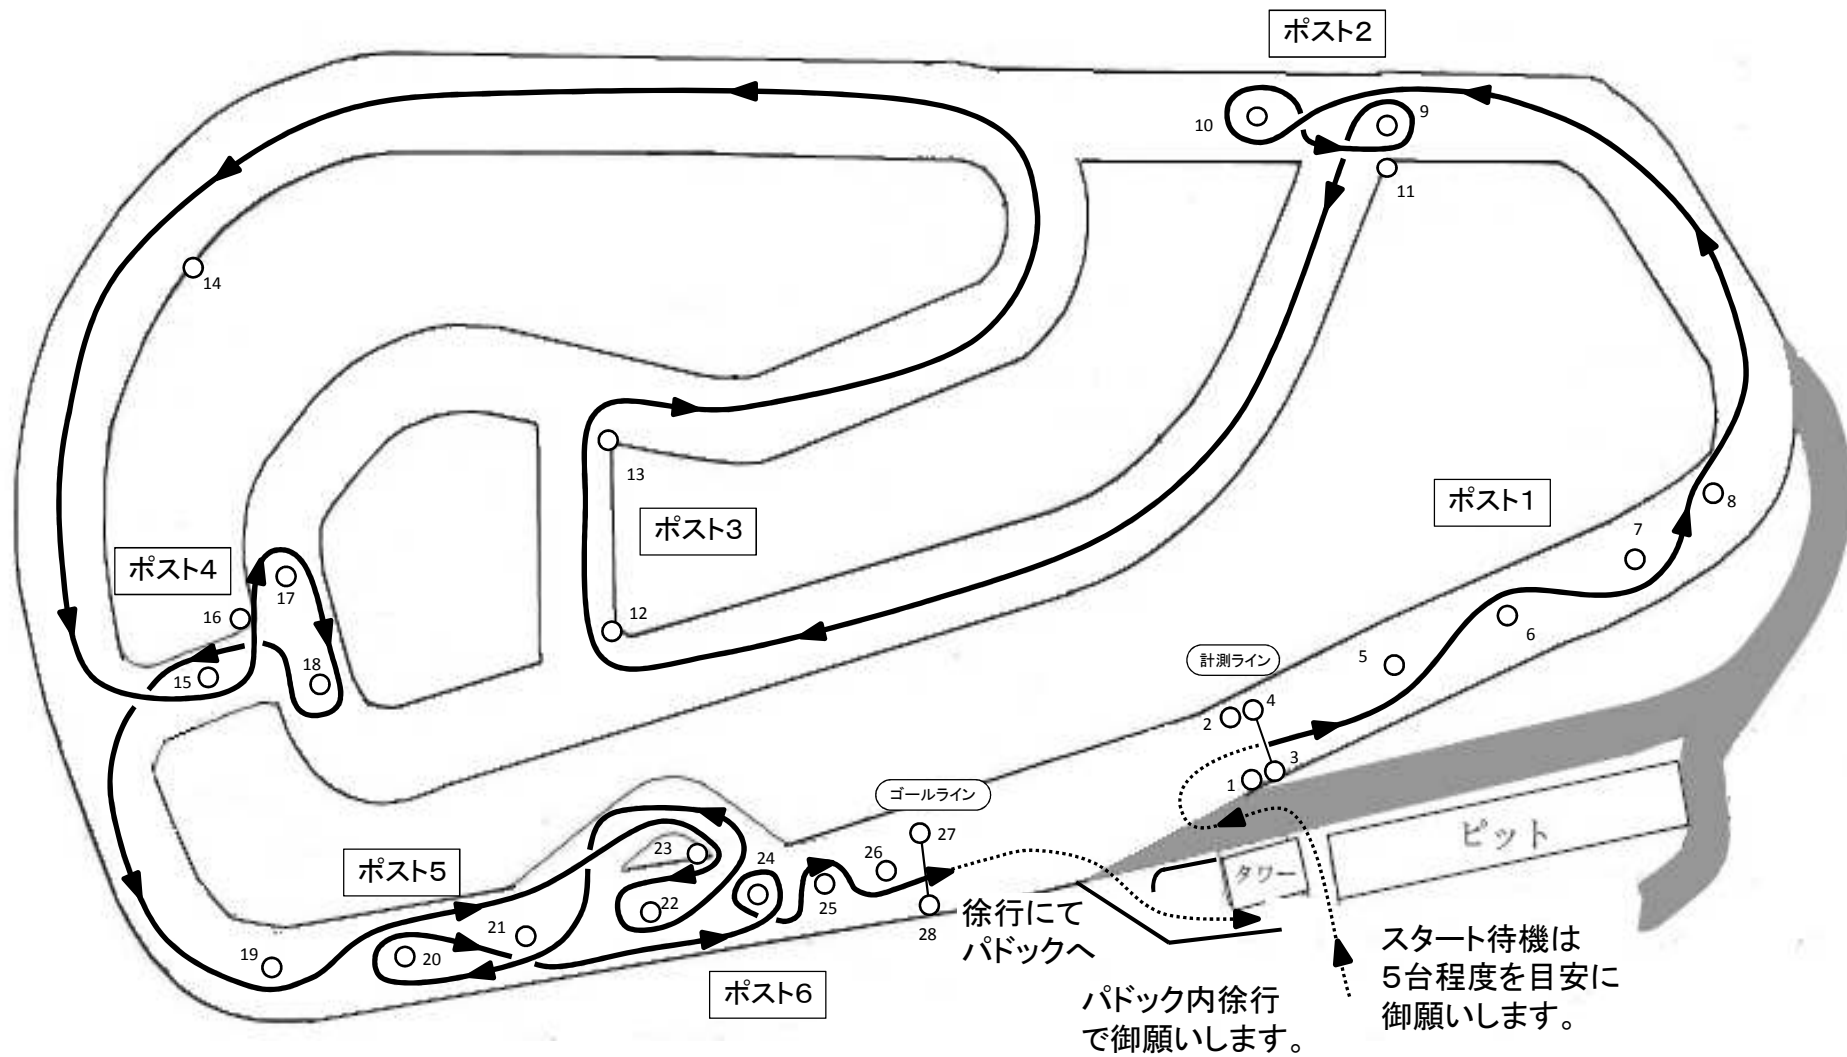 ポスト2
10
9
11
14
13
ポスト3
12
ポスト1
7
8
6
5
計測ライン
2
4
3
1
ポスト4
16
17
15
18
ゴールライン
27
ピット
タワー
ポスト5
23
24
26
25
22
21
20
19
28
ポスト6
徐行にて
パドックへ
パドック内徐行
で御願いします。
スタート待機は
5台程度を目安に
御願いします。